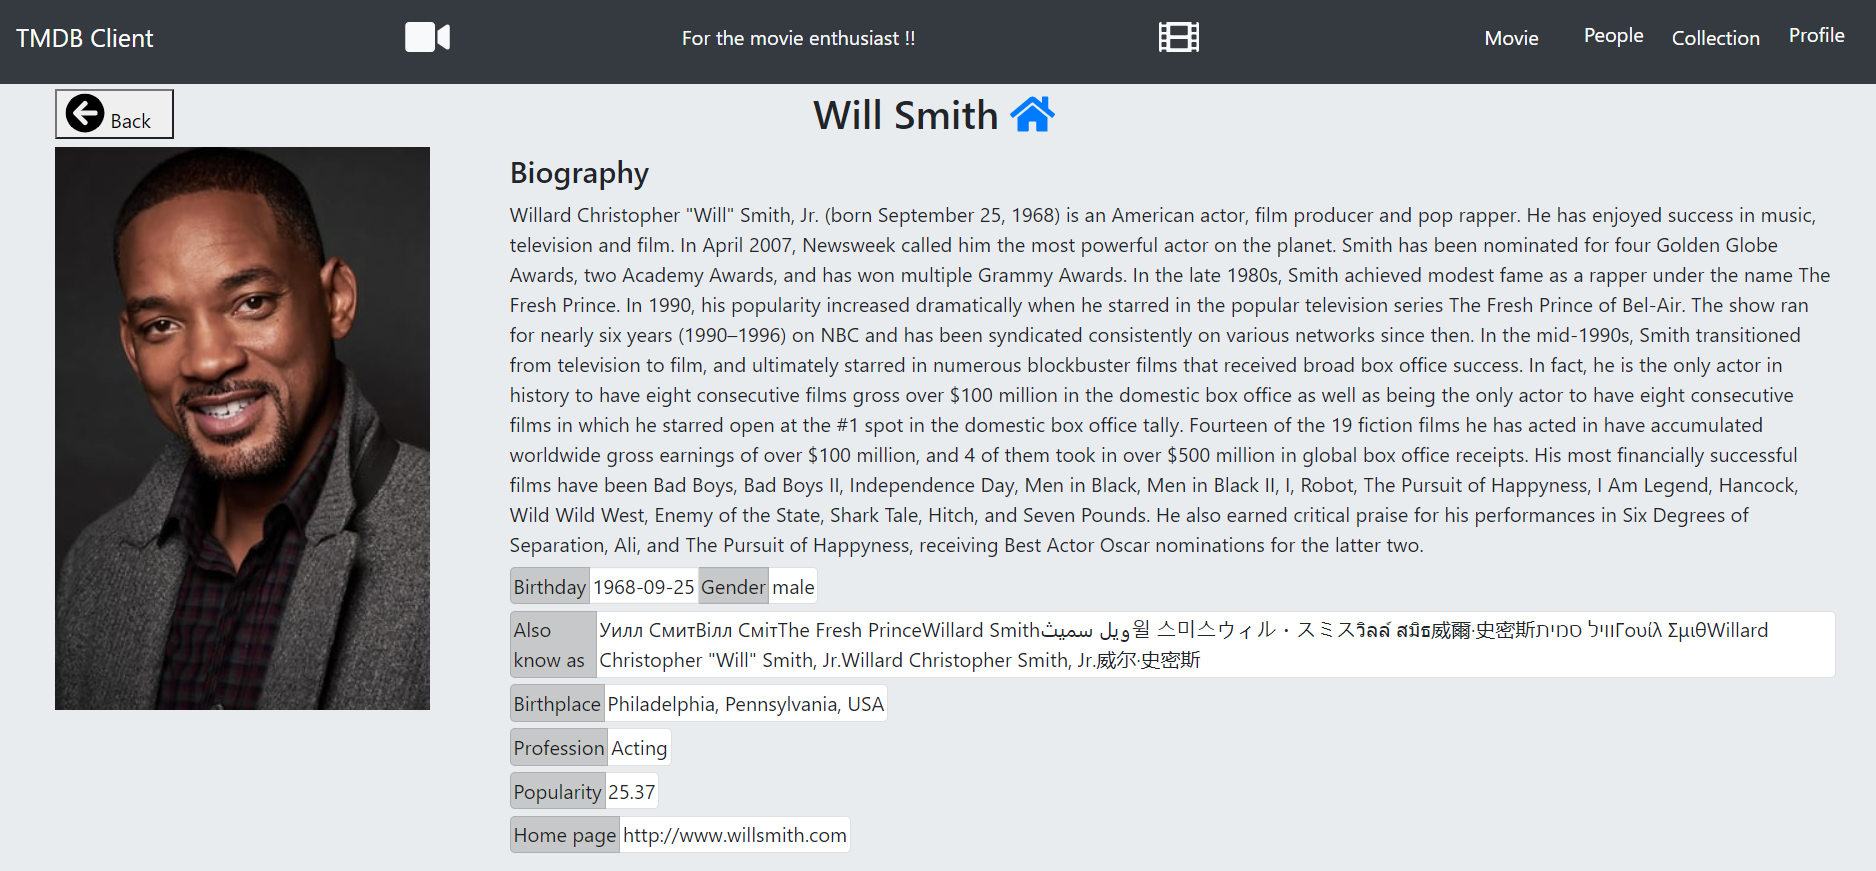 TMDB Client For the movie enthusiast !! Movie People Collection Profile
Back
Will Smith
Biography
Willard Christopher "Will" Smith, Jr. (born September 25, 1968) is an American actor, film producer and pop rapper. He has enjoyed success in music,
television and film. In April 2007, Newsweek called him the most powerful actor on the planet. Smith has been nominated for four Golden Globe
Awards, two Academy Awards, and has won multiple Grammy Awards. In the late 1980s, Smith achieved modest fame as a rapper under the name The
Fresh Prince. In 1990, his popularity increased dramatically when he starred in the popular television series The Fresh Prince of Bel-Air. The show ran
for nearly six years (1990–1996) on NBC and has been syndicated consistently on various networks since then. In the mid-1990s, Smith transitioned
from television to film, and ultimately starred in numerous blockbuster films that received broad box office success. In fact, he is the only actor in
history to have eight consecutive films gross over $100 million in the domestic box office as well as being the only actor to have eight consecutive
films in which he starred open at the #1 spot in the domestic box office tally. Fourteen of the 19 fiction films he has acted in have accumulated
worldwide gross earnings of over $100 million, and 4 of them took in over $500 million in global box office receipts. His most financially successful
films have been Bad Boys, Bad Boys II, Independence Day, Men in Black, Men in Black II, I, Robot, The Pursuit of Happyness, I Am Legend, Hancock,
Wild Wild West, Enemy of the State, Shark Tale, Hitch, and Seven Pounds. He also earned critical praise for his performances in Six Degrees of
Separation, Ali, and The Pursuit of Happyness, receiving Best Actor Oscar nominations for the latter two.
Birthday 1968-09-25 Gender male
Also know as
Уилл СмитВілл СмітThe Fresh PrinceWillard Smithويل سميث윌 스미스ウィル・スミスวิลล์ สมิธ威爾·史密斯וויל סמיתΓουίλ ΣμιθWillard
Christopher "Will" Smith, Jr.Willard Christopher Smith, Jr.威尔·史密斯
Birthplace Philadelphia, Pennsylvania, USA
Profession Acting
Popularity 25.37
Home page http://www.willsmith.com